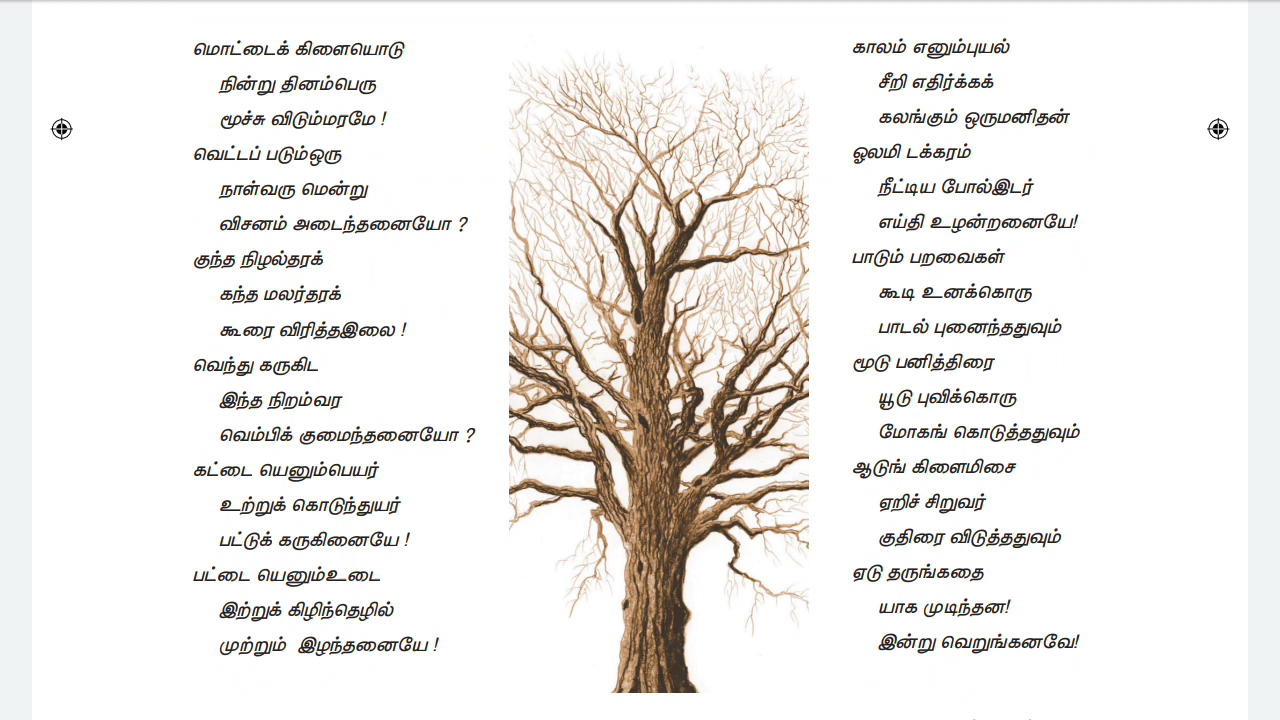 மொட்டைக் கிளையொடு
நின்று தினம்பெரு
மூச்சு விடும்மரமே !
வெட்டப் படும்ஒரு
நாள்வரு மென்று
விசனம் அடைந்தனையோ ?
குந்த நிழல்தரக்
கந்த மலர்தரக்
கூரை விரித்தஇலை !
வெந்து கருகிட
இந்த நிறம்வர
வெம்பிக் குமைந்தனையோ ?
கட்டை யெனும்பெயர்
உற்றுக் கொடுந்துயர்
பட்டுக் கருகினையே !
பட்டை யெனும்உடை
இற்றுக் கிழிந்தெழில்
முற்றும் இழந்தனையே !
காலம் எனும்புயல்
சீறி எதிர்க்கக்
கலங்கும் ஒருமனிதன்
ஓலமி டக்கரம்
நீட்டிய போல்இடர்
எய்தி உழன்றனையே!
பாடும் பறவைகள்
கூடி உனக்கொரு
பாடல் புனைந்ததுவும்
மூடு பனித்திரை
யூடு புவிக்கொரு
மோகங் கொடுத்ததுவும்
ஆடுங் கிளைமிசை
ஏறிச் சிறுவர்
குதிரை விடுத்ததுவும்
ஏடு தருங்கதை
யாக முடிந்தன!
இன்று வெறுங்கனவே!